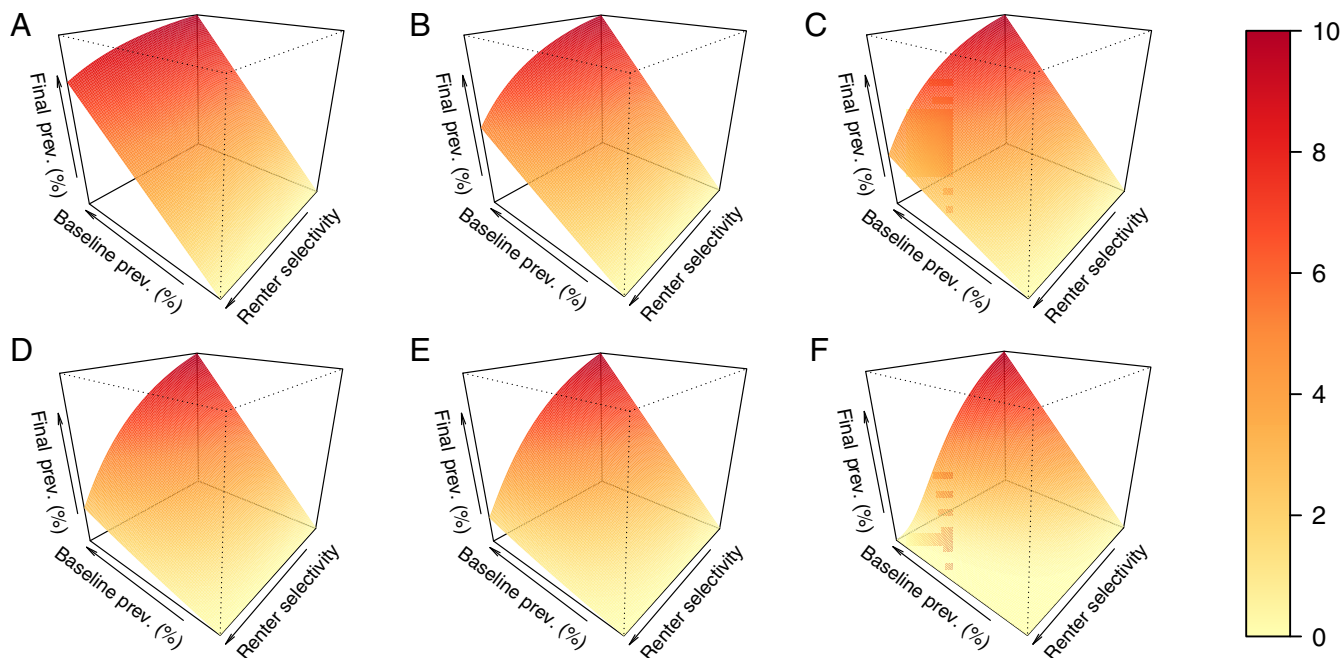 A
Final prev. (%)
Baseline prev. (%)
Renter selectivity
B
Final prev. (%)
Baseline prev. (%)
Renter selectivity
C
Final prev. (%)
Baseline prev. (%)
Renter selectivity
D
Final prev. (%)
Baseline prev. (%)
Renter selectivity
E
Final prev. (%)
Baseline prev. (%)
Renter selectivity
F
Final prev. (%)
Baseline prev. (%)
Renter selectivity
10
8
6
4
2
0